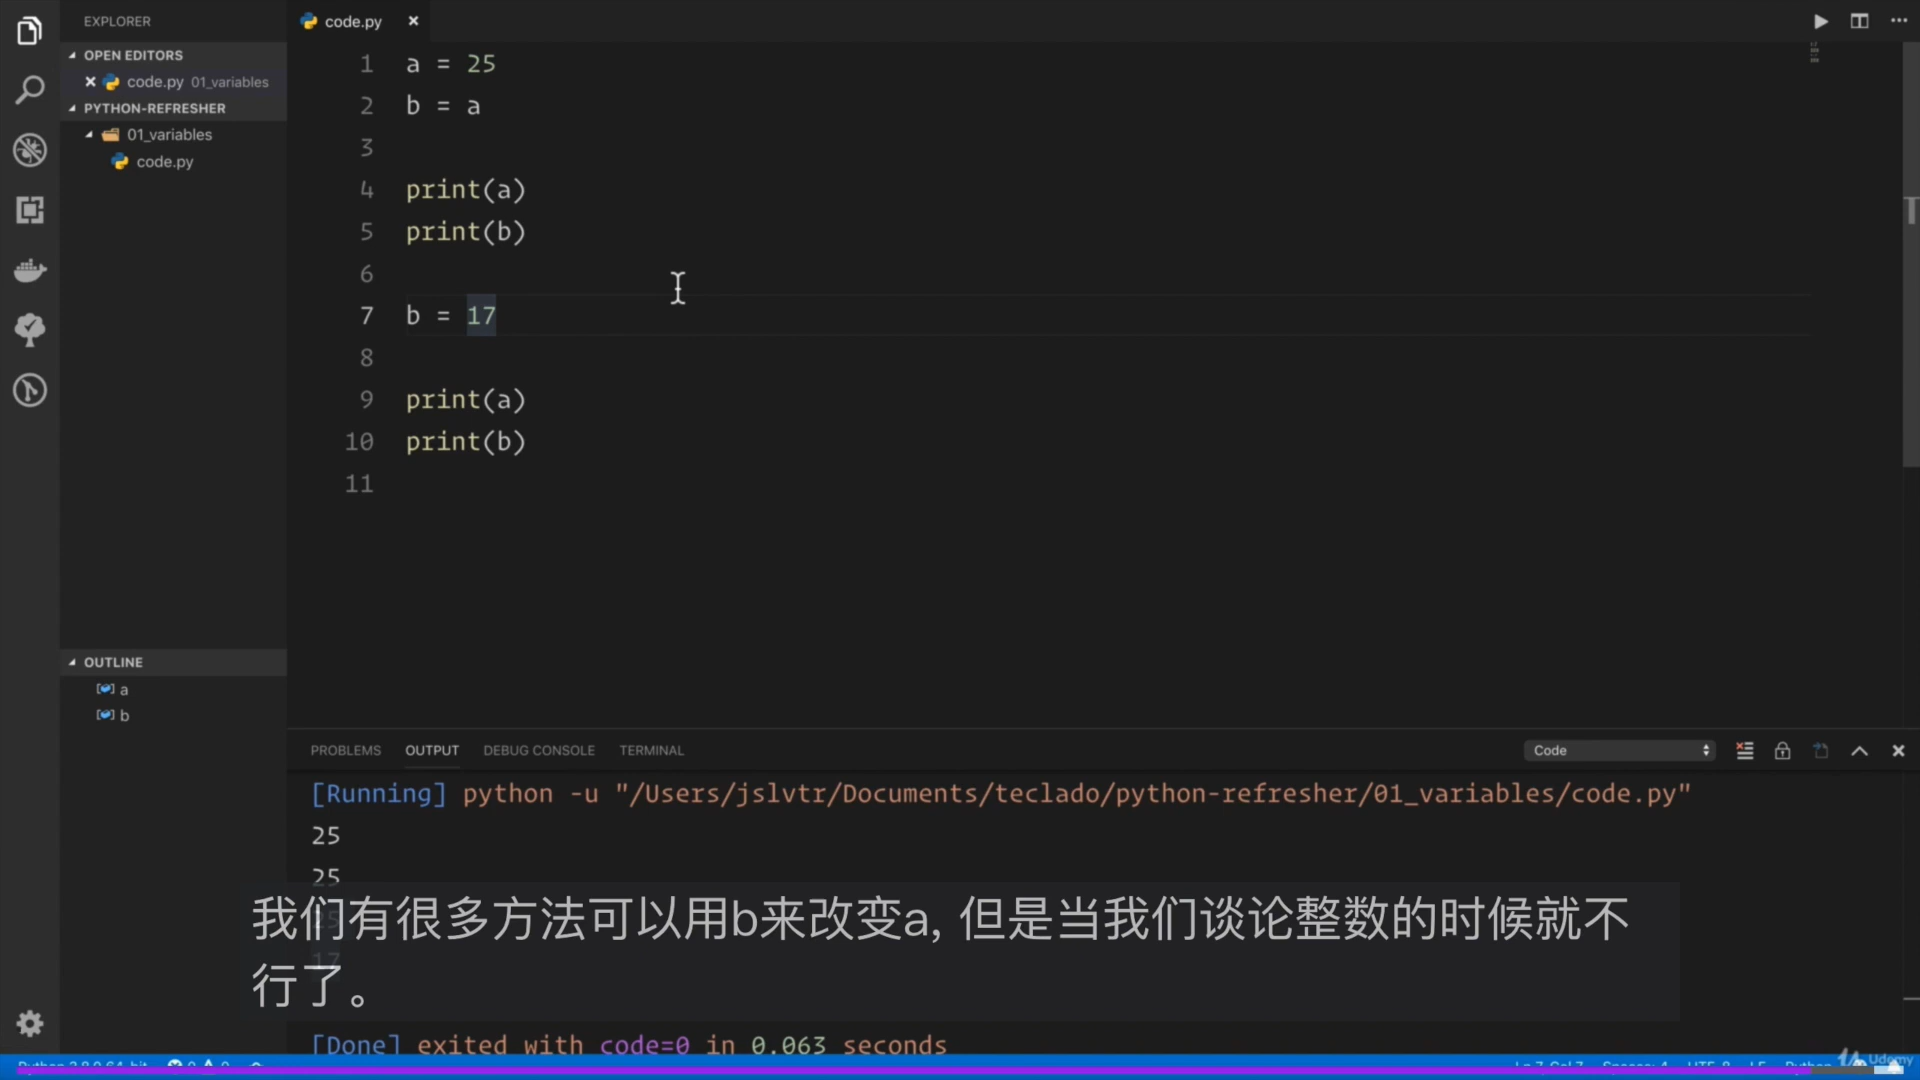 EXPLORER
OPEN EDITORS
code.py 01_variables
PYTHON-REFRESHER
01_variables
code.py
OUTLINE
a
b
code.py
1 a = 25
2 b = a
3
4 print(a)
5 print(b)
6
7 b = 17
8
9 print(a)
10 print(b)
11
PROBLEMS OUTPUT DEBUG CONSOLE TERMINAL Code
[Running] python -u "/Users/jslvtr/Documents/teclado/python-refresher/01_variables/code.py"
25
25
25
17
我们有很多方法可以用b来改变a, 但是当我们谈论整数的时候就不
行了。
[Done] exited with code=0 in 0.063 seconds
Udemy